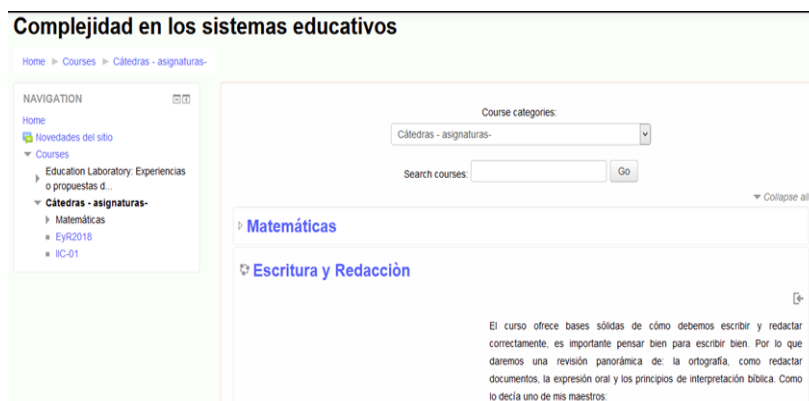 Complejidad en los sistemas educativos
Home Courses Cátedras - asignaturas-
NAVIGATION
Home
Novedades del sitio
Courses
Education Laboratory: Experiencias
o propuestas d...
Cátedras - asignaturas-
Matemáticas
EyR2018
IIC-01
Course categories:
Cátedras - asignaturas-
Search courses:
Go
Collapse all
Matemáticas
Escritura y Redacciòn
El curso ofrece bases sólidas de cómo debemos escribir y redactar
correctamente, es importante pensar bien para escribir bien. Por lo que
daremos una revisión panorámica de: la ortografía, como redactar
documentos, la expresión oral y los principios de interpretación bíblica. Como
lo decía uno de mis maestros: